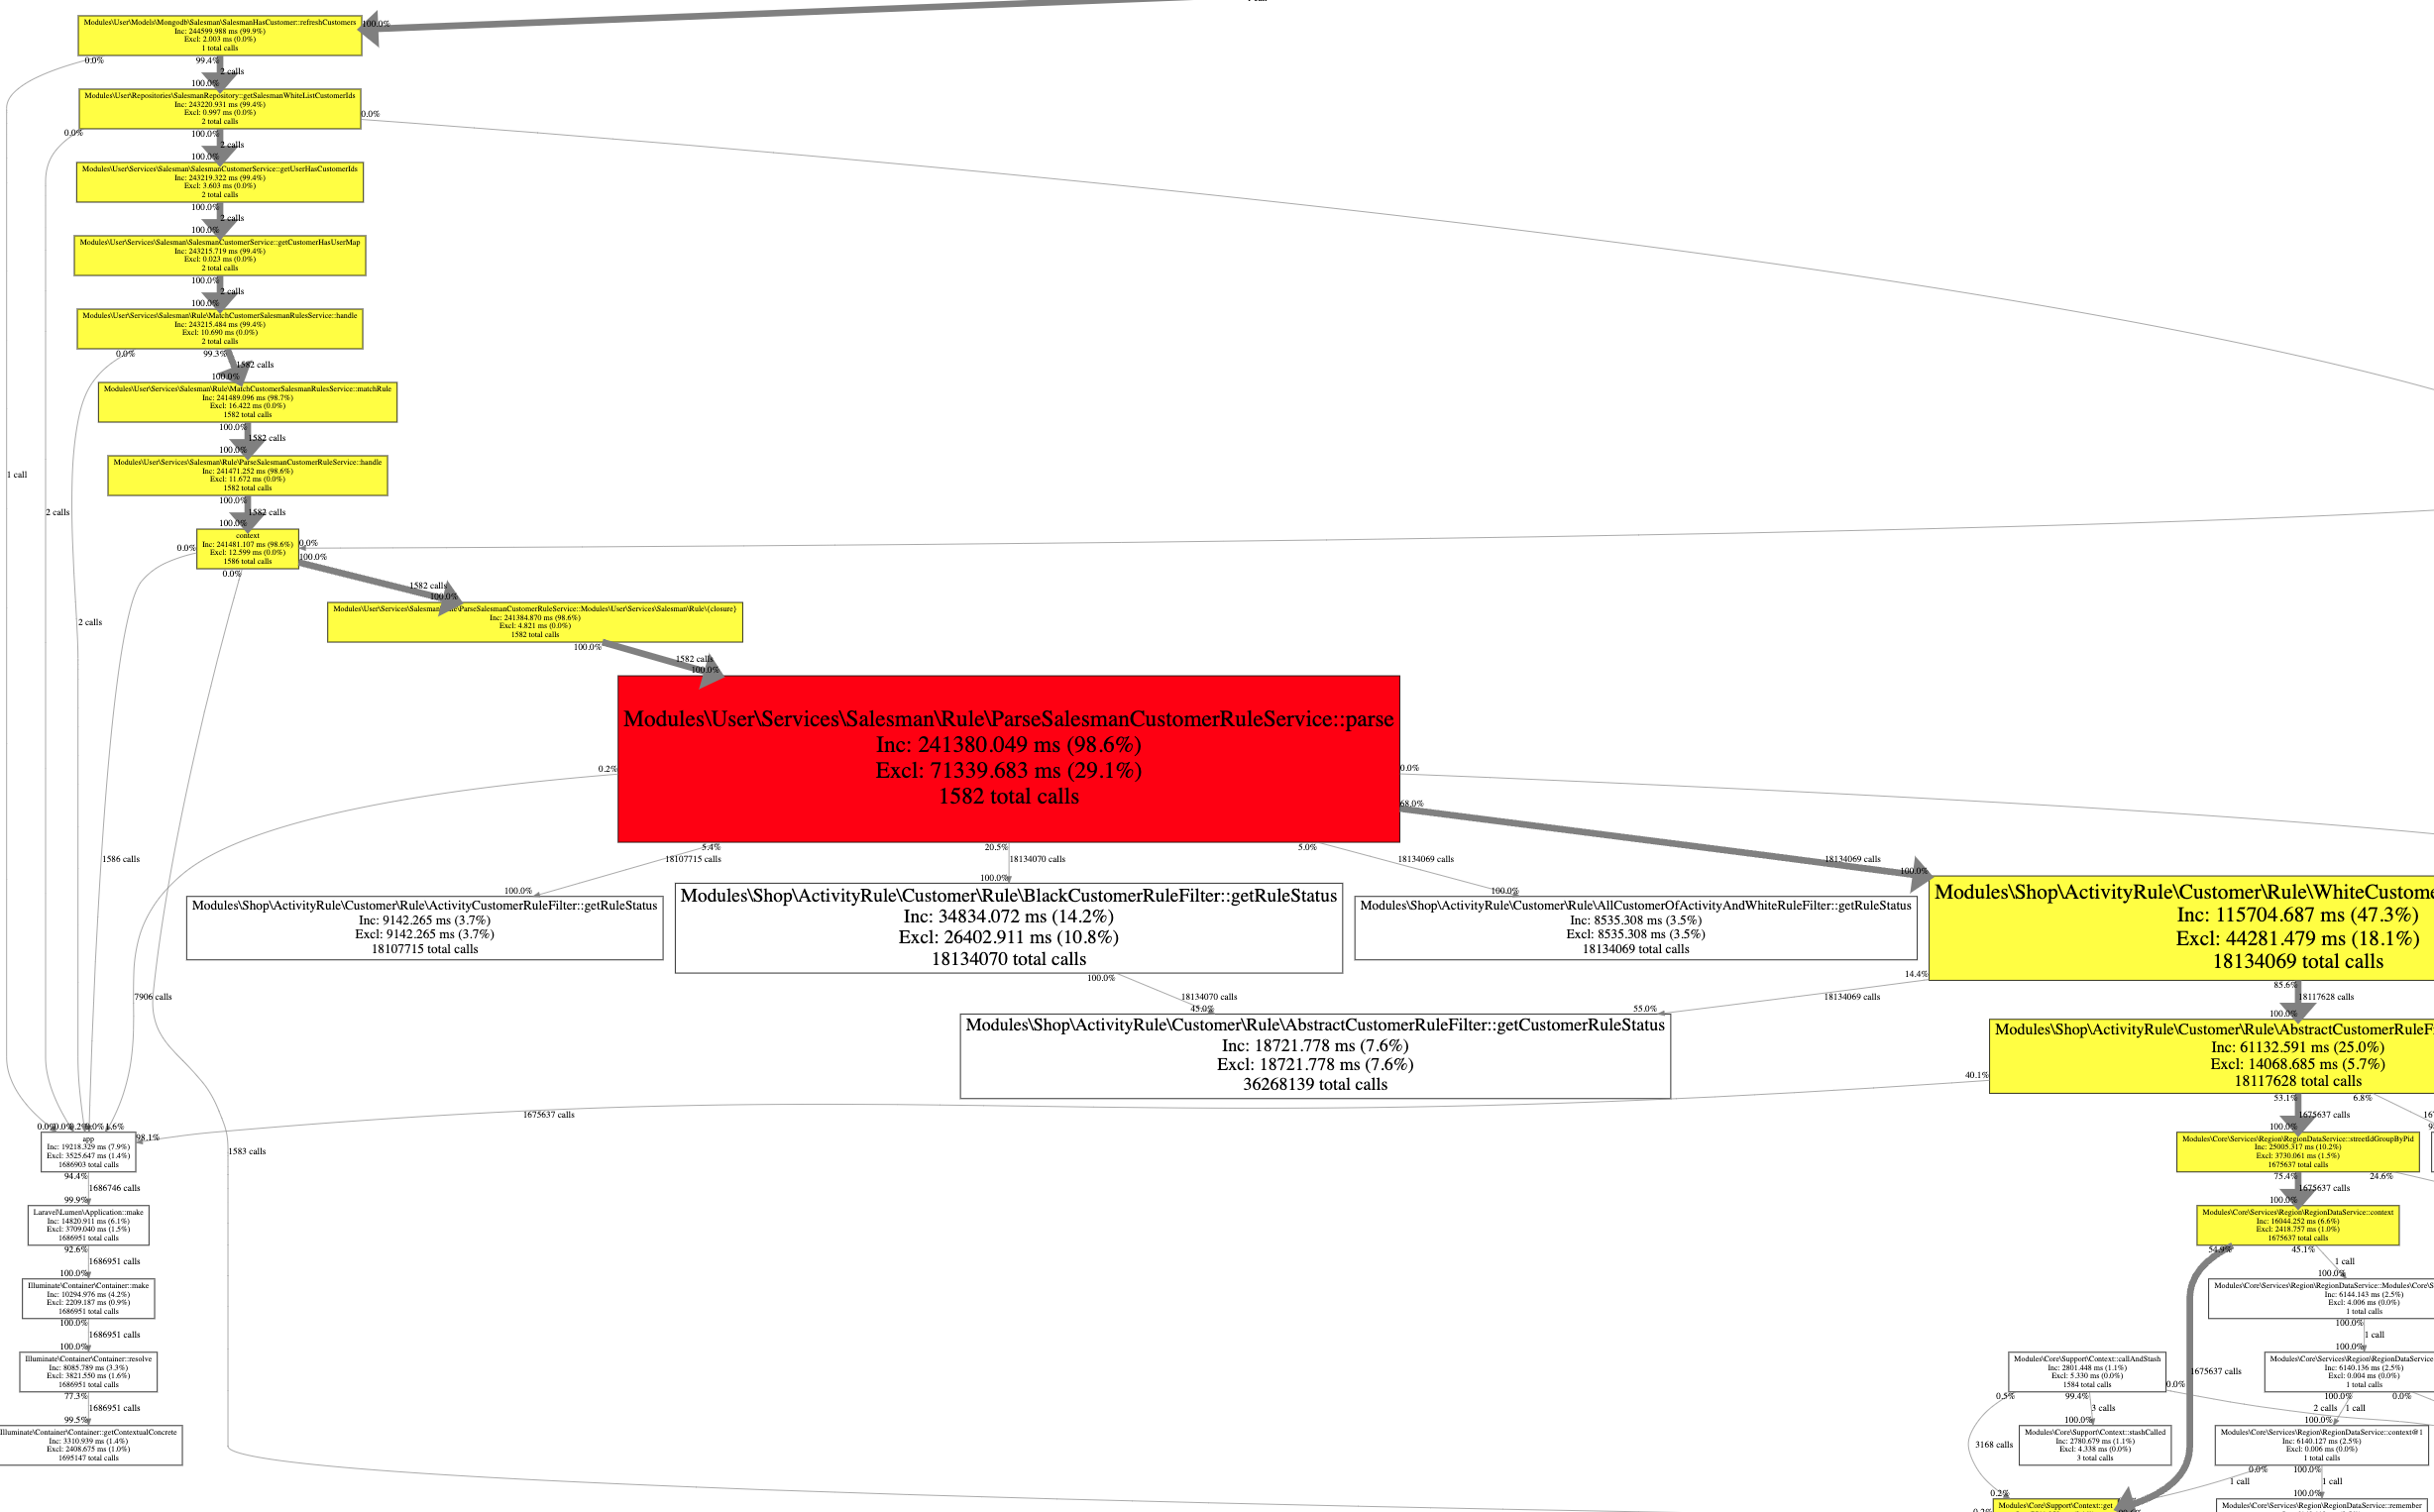 1 call
100.0%
Modules\User\Models\Mongodb\Salesman\SalesmanHasCustomer::refreshCustomers
Inc: 244599.988 ms (99.9%)
Excl: 2.003 ms (0.0%)
1 total calls
0.0%
99.4%
2 calls
100.0%
Modules\User\Repositories\SalesmanRepository::getSalesmanWhiteListCustomerIds
Inc: 243220.931 ms (99.4%)
Excl: 0.997 ms (0.0%)
2 total calls
0.0%
0.0%
100.0%
2 calls
100.0%
Modules\User\Services\Salesman\SalesmanCustomerService::getUserHasCustomerIds
Inc: 243219.322 ms (99.4%)
Excl: 3.603 ms (0.0%)
2 total calls
100.0%
2 calls
100.0%
Modules\User\Services\Salesman\SalesmanCustomerService::getCustomerHasUserMap
Inc: 243215.719 ms (99.4%)
Excl: 0.023 ms (0.0%)
2 total calls
100.0%
2 calls
100.0%
Modules\User\Services\Salesman\Rule\MatchCustomerSalesmanRulesService::handle
Inc: 243215.484 ms (99.4%)
Excl: 10.690 ms (0.0%)
2 total calls
0.0%
99.3%
1582 calls
100.0%
Modules\User\Services\Salesman\Rule\MatchCustomerSalesmanRulesService::matchRule
Inc: 241489.096 ms (98.7%)
Excl: 16.422 ms (0.0%)
1582 total calls
100.0%
1582 calls
100.0%
Modules\User\Services\Salesman\Rule\ParseSalesmanCustomerRuleService::handle
Inc: 241471.252 ms (98.6%)
Excl: 11.672 ms (0.0%)
1582 total calls
1 call
2 calls
100.0%
1582 calls
100.0%
context
Inc: 241481.107 ms (98.6%)
Excl: 12.599 ms (0.0%)
1586 total calls
0.0%
0.0%
100.0%
0.0%
1582 calls
100.0%
Modules\User\Services\Salesman\Rule\ParseSalesmanCustomerRuleService::Modules\User\Services\Salesman\Rule\{closure}
Inc: 241384.870 ms (98.6%)
Excl: 4.821 ms (0.0%)
1582 total calls
2 calls
100.0%
1582 calls
100.0%
Modules\User\Services\Salesman\Rule\ParseSalesmanCustomerRuleService::parse
Inc: 241380.049 ms (98.6%)
Excl: 71339.683 ms (29.1%)
1582 total calls
0.2%
0.0%
68.0%
5.4%
20.5%
5.0%
1586 calls
18107715 calls
18134070 calls
18134069 calls
18134069 calls
100.0%
100.0%
100.0%
100.0%
Modules\Shop\ActivityRule\Customer\Rule\ActivityCustomerRuleFilter::getRuleStatus
Inc: 9142.265 ms (3.7%)
Excl: 9142.265 ms (3.7%)
18107715 total calls
Modules\Shop\ActivityRule\Customer\Rule\BlackCustomerRuleFilter::getRuleStatus
Inc: 34834.072 ms (14.2%)
Excl: 26402.911 ms (10.8%)
18134070 total calls
Modules\Shop\ActivityRule\Customer\Rule\AllCustomerOfActivityAndWhiteRuleFilter::getRuleStatus
Inc: 8535.308 ms (3.5%)
Excl: 8535.308 ms (3.5%)
18134069 total calls
Modules\Shop\ActivityRule\Customer\Rule\WhiteCustome
Inc: 115704.687 ms (47.3%)
Excl: 44281.479 ms (18.1%)
18134069 total calls
100.0%
14.4%
85.6%
7906 calls
18134070 calls
18134069 calls
18117628 calls
45.0%
55.0%
100.0%
Modules\Shop\ActivityRule\Customer\Rule\AbstractCustomerRuleFilter::getCustomerRuleStatus
Inc: 18721.778 ms (7.6%)
Excl: 18721.778 ms (7.6%)
36268139 total calls
Modules\Shop\ActivityRule\Customer\Rule\AbstractCustomerRuleF
Inc: 61132.591 ms (25.0%)
Excl: 14068.685 ms (5.7%)
18117628 total calls
40.1%
53.1%
6.8%
1675637 calls
1675637 calls
98.1%
100.0%
app
Inc: 19218.329 ms (7.9%)
Excl: 3525.647 ms (1.4%)
1686903 total calls
1583 calls
Modules\Core\Services\Region\RegionDataService::streetIdGroupByPid
Inc: 25005.317 ms (10.2%)
Excl: 3730.061 ms (1.5%)
1675637 total calls
94.4%
1686746 calls
99.9%
75.4%
24.6%
1675637 calls
100.0%
Laravel\Lumen\Application::make
Inc: 14820.911 ms (6.1%)
Excl: 3709.040 ms (1.5%)
1686951 total calls
Modules\Core\Services\Region\RegionDataService::context
Inc: 16044.252 ms (6.6%)
Excl: 2418.757 ms (1.0%)
1675637 total calls
92.6%
1686951 calls
100.0%
54.9%
45.1%
1 call
100.0%
Illuminate\Container\Container::make
Inc: 10294.976 ms (4.2%)
Excl: 2209.187 ms (0.9%)
1686951 total calls
Modules\Core\Services\Region\RegionDataService::Modules\Core\S
Inc: 6144.143 ms (2.5%)
Excl: 4.006 ms (0.0%)
1 total calls
100.0%
1686951 calls
100.0%
100.0%
1 call
100.0%
Illuminate\Container\Container::resolve
Inc: 8085.789 ms (3.3%)
Excl: 3821.550 ms (1.6%)
1686951 total calls
Modules\Core\Support\Context::callAndStash
Inc: 2801.448 ms (1.1%)
Excl: 5.330 ms (0.0%)
1584 total calls
1675637 calls
Modules\Core\Services\Region\RegionDataService
Inc: 6140.136 ms (2.5%)
Excl: 0.004 ms (0.0%)
1 total calls
77.3%
1686951 calls
99.5%
0.5%
99.4%
0.0%
3 calls
100.0%
100.0%
0.0%
2 calls
1 call
100.0%
Illuminate\Container\Container::getContextualConcrete
Inc: 3310.939 ms (1.4%)
Excl: 2408.675 ms (1.0%)
1695147 total calls
3168 calls
Modules\Core\Support\Context::stashCalled
Inc: 2780.679 ms (1.1%)
Excl: 4.338 ms (0.0%)
3 total calls
Modules\Core\Services\Region\RegionDataService::context@1
Inc: 6140.127 ms (2.5%)
Excl: 0.006 ms (0.0%)
1 total calls
0.0%
100.0%
1 call
1 call
0.2%
100.0%
Modules\Core\Support\Context::get
Modules\Core\Services\Region\RegionDataService::remember